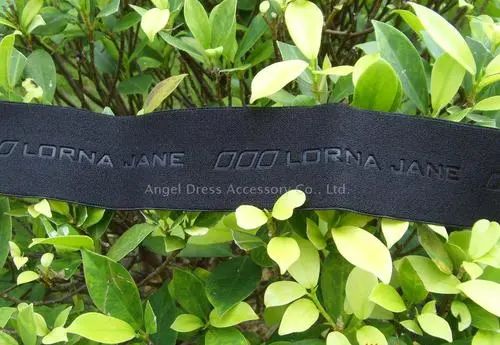 LORNA JANE LORNA JANE
Angel Dress Accessory Co., Ltd.